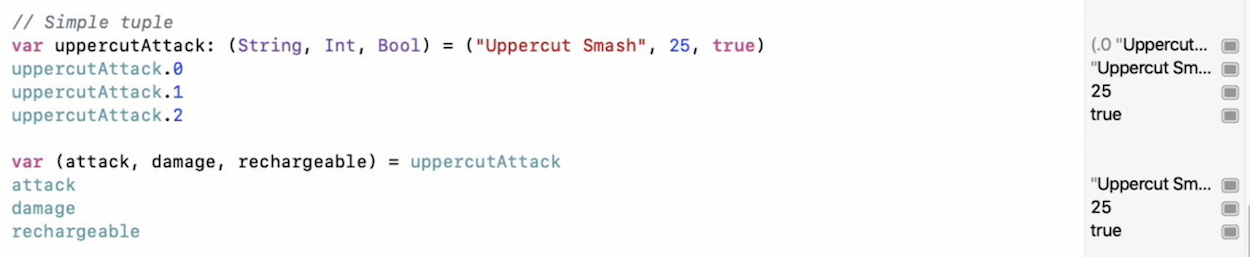 // Simple tuple
var uppercutAttack: (String, Int, Bool) = ("Uppercut Smash", 25, true)
(.0 "Uppercut...
uppercutAttack.0
"Uppercut Sm...
uppercutAttack.1
25
uppercutAttack.2
true
var (attack, damage, rechargeable) = uppercutAttack
attack
"Uppercut Sm...
damage
25
rechargeable
true